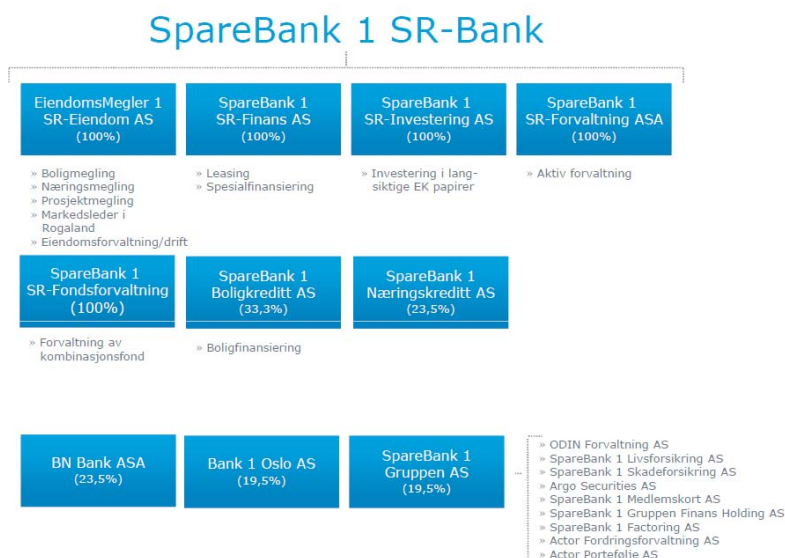 SpareBank 1 SR-Bank
EiendomsMegler 1
SR-Eiendom AS
(100%)
SpareBank 1
SR-Finans AS
(100%)
SpareBank 1
SR-Investering AS
(100%)
SpareBank 1
SR-Forvaltning ASA
(100%)
» Boligmegling
» Næringsmegling
» Prosjektmegling
» Markedsleder i
Rogaland
» Eiendomsforvaltning/drift
» Leasing
» Spesialfinansiering
» Investering i lang-
siktige EK papirer
» Aktiv forvaltning
SpareBank 1
SR-Fondsforvaltning
(100%)
SpareBank 1
Boligkreditt AS
(33,3%)
SpareBank 1
Næringskreditt AS
(23,5%)
» Forvaltning av
kombinasjonsfond
» Boligfinansiering
BN Bank ASA
(23,5%)
Bank 1 Oslo AS
(19,5%)
SpareBank 1
Gruppen AS
(19,5%)
» ODIN Forvaltning AS
» SpareBank 1 Livsforsikring AS
» SpareBank 1 Skadeforsikring AS
» Argo Securities AS
» SpareBank 1 Medlemskort AS
» SpareBank 1 Gruppen Finans Holding AS
» SpareBank 1 Factoring AS
» Actor Fordringsforvaltning AS
» Actor Portefølje AS